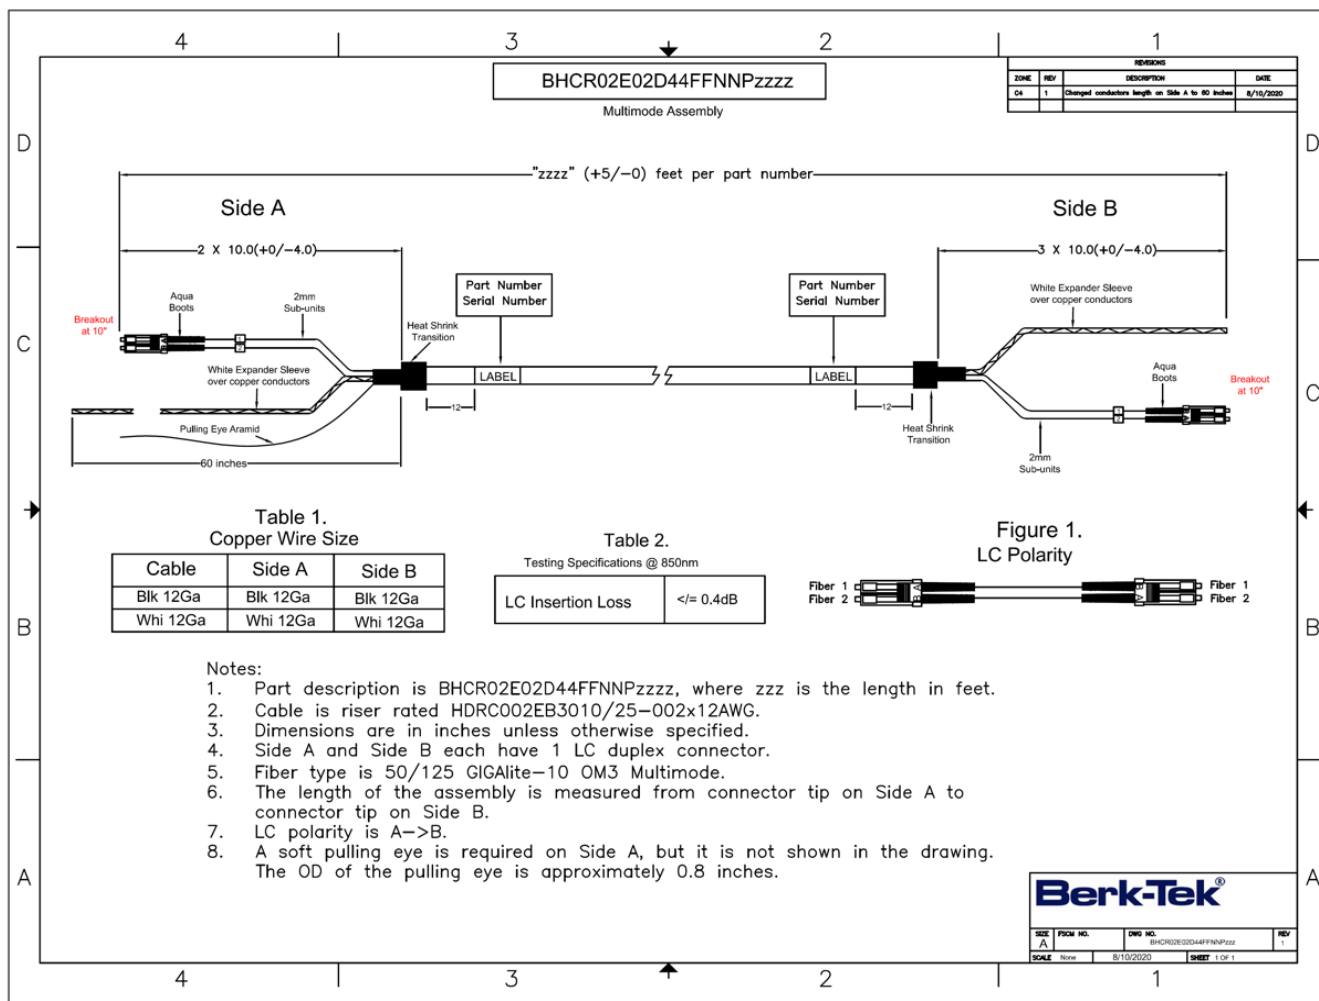 4 3 2 1
BHCR02E02D44FFNNPzzzz
Multimode Assembly
REVISIONS
ZONE REV DESCRIPTION DATE
C4 1 Changed conductors length on Side A to 60 inches 8/10/2020
D D
"zzzz" (+5/-0) feet per part number
Side A Side B
2 X 10.0(+0/-4.0) 3 X 10.0(+0/-4.0)
Part Number
Serial Number
Part Number
Serial Number
Aqua
Boots
2mm
Sub-units
Breakout
at 10"
Heat Shrink
Transition
White Expander Sleeve
over copper conductors
C C
1
2
White Expander Sleeve
over copper conductors
LABEL LABEL
12 12
Aqua
Boots
Breakout
at 10"
1
2
Pulling Eye Aramid
Heat Shrink
Transition
60 inches
2mm
Sub-units
Table 1.
Copper Wire Size
Cable Side A Side B
Blk 12Ga Blk 12Ga Blk 12Ga
Whi 12Ga Whi 12Ga Whi 12Ga
Table 2.
Testing Specifications @ 850nm
LC Insertion Loss </= 0.4dB
Figure 1.
LC Polarity
Fiber 1 A B Fiber 1
Fiber 2 B A Fiber 2
B B
Notes:
1. Part description is BHCR02E02D44FFNNPzzzz, where zzz is the length in feet.
2. Cable is riser rated HDRC002EB3010/25-002x12AWG.
3. Dimensions are in inches unless otherwise specified.
4. Side A and Side B each have 1 LC duplex connector.
5. Fiber type is 50/125 GIGAlite-10 OM3 Multimode.
6. The length of the assembly is measured from connector tip on Side A to
connector tip on Side B.
7. LC polarity is A->B.
8. A soft pulling eye is required on Side A, but it is not shown in the drawing.
The OD of the pulling eye is approximately 0.8 inches.
A A
Berk-Tek®
SIZE FSCM NO. DWG NO. REV
A BHCR02E02D44FFNNPzzz 1
SCALE None 8/10/2020 SHEET 1 OF 1
4 3 2 1